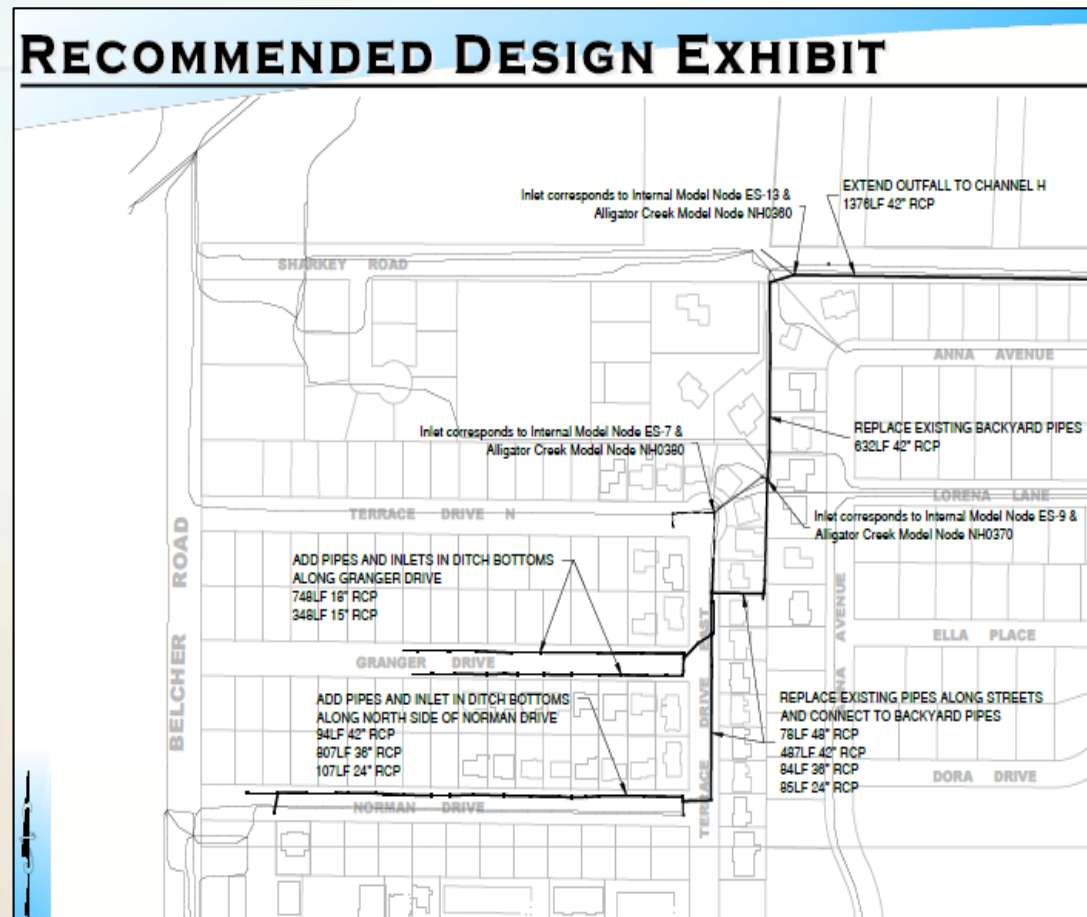 RECOMMENDED DESIGN EXHIBIT
Inlet corresponds to Internal Model Node ES-13 &
Alligator Creek Model Node NH0360
EXTEND OUTFALL TO CHANNEL H
1376LF 42" RCP
SHARKEY ROAD
ANNA AVENUE
Inlet corresponds to Internal Model Node ES-7 &
Alligator Creek Model Node NH0380
REPLACE EXISTING BACKYARD PIPES
632LF 42" RCP
LORENA LANE
TERRACE DRIVE N
Inlet corresponds to Internal Model Node ES-9 &
Alligator Creek Model Node NH0370
BELCHER ROAD
ADD PIPES AND INLETS IN DITCH BOTTOMS
ALONG GRANGER DRIVE
748LF 18" RCP
348LF 15" RCP
AVENUE
ELLA PLACE
GRANGER DRIVE
TERRACE DRIVE EAST
ADD PIPES AND INLET IN DITCH BOTTOMS
ALONG NORTH SIDE OF NORMAN DRIVE
94LF 42" RCP
807LF 36" RCP
107LF 24" RCP
REPLACE EXISTING PIPES ALONG STREETS
AND CONNECT TO BACKYARD PIPES
78LF 48" RCP
487LF 42" RCP
84LF 36" RCP
85LF 24" RCP
DORA DRIVE
NORMAN DRIVE